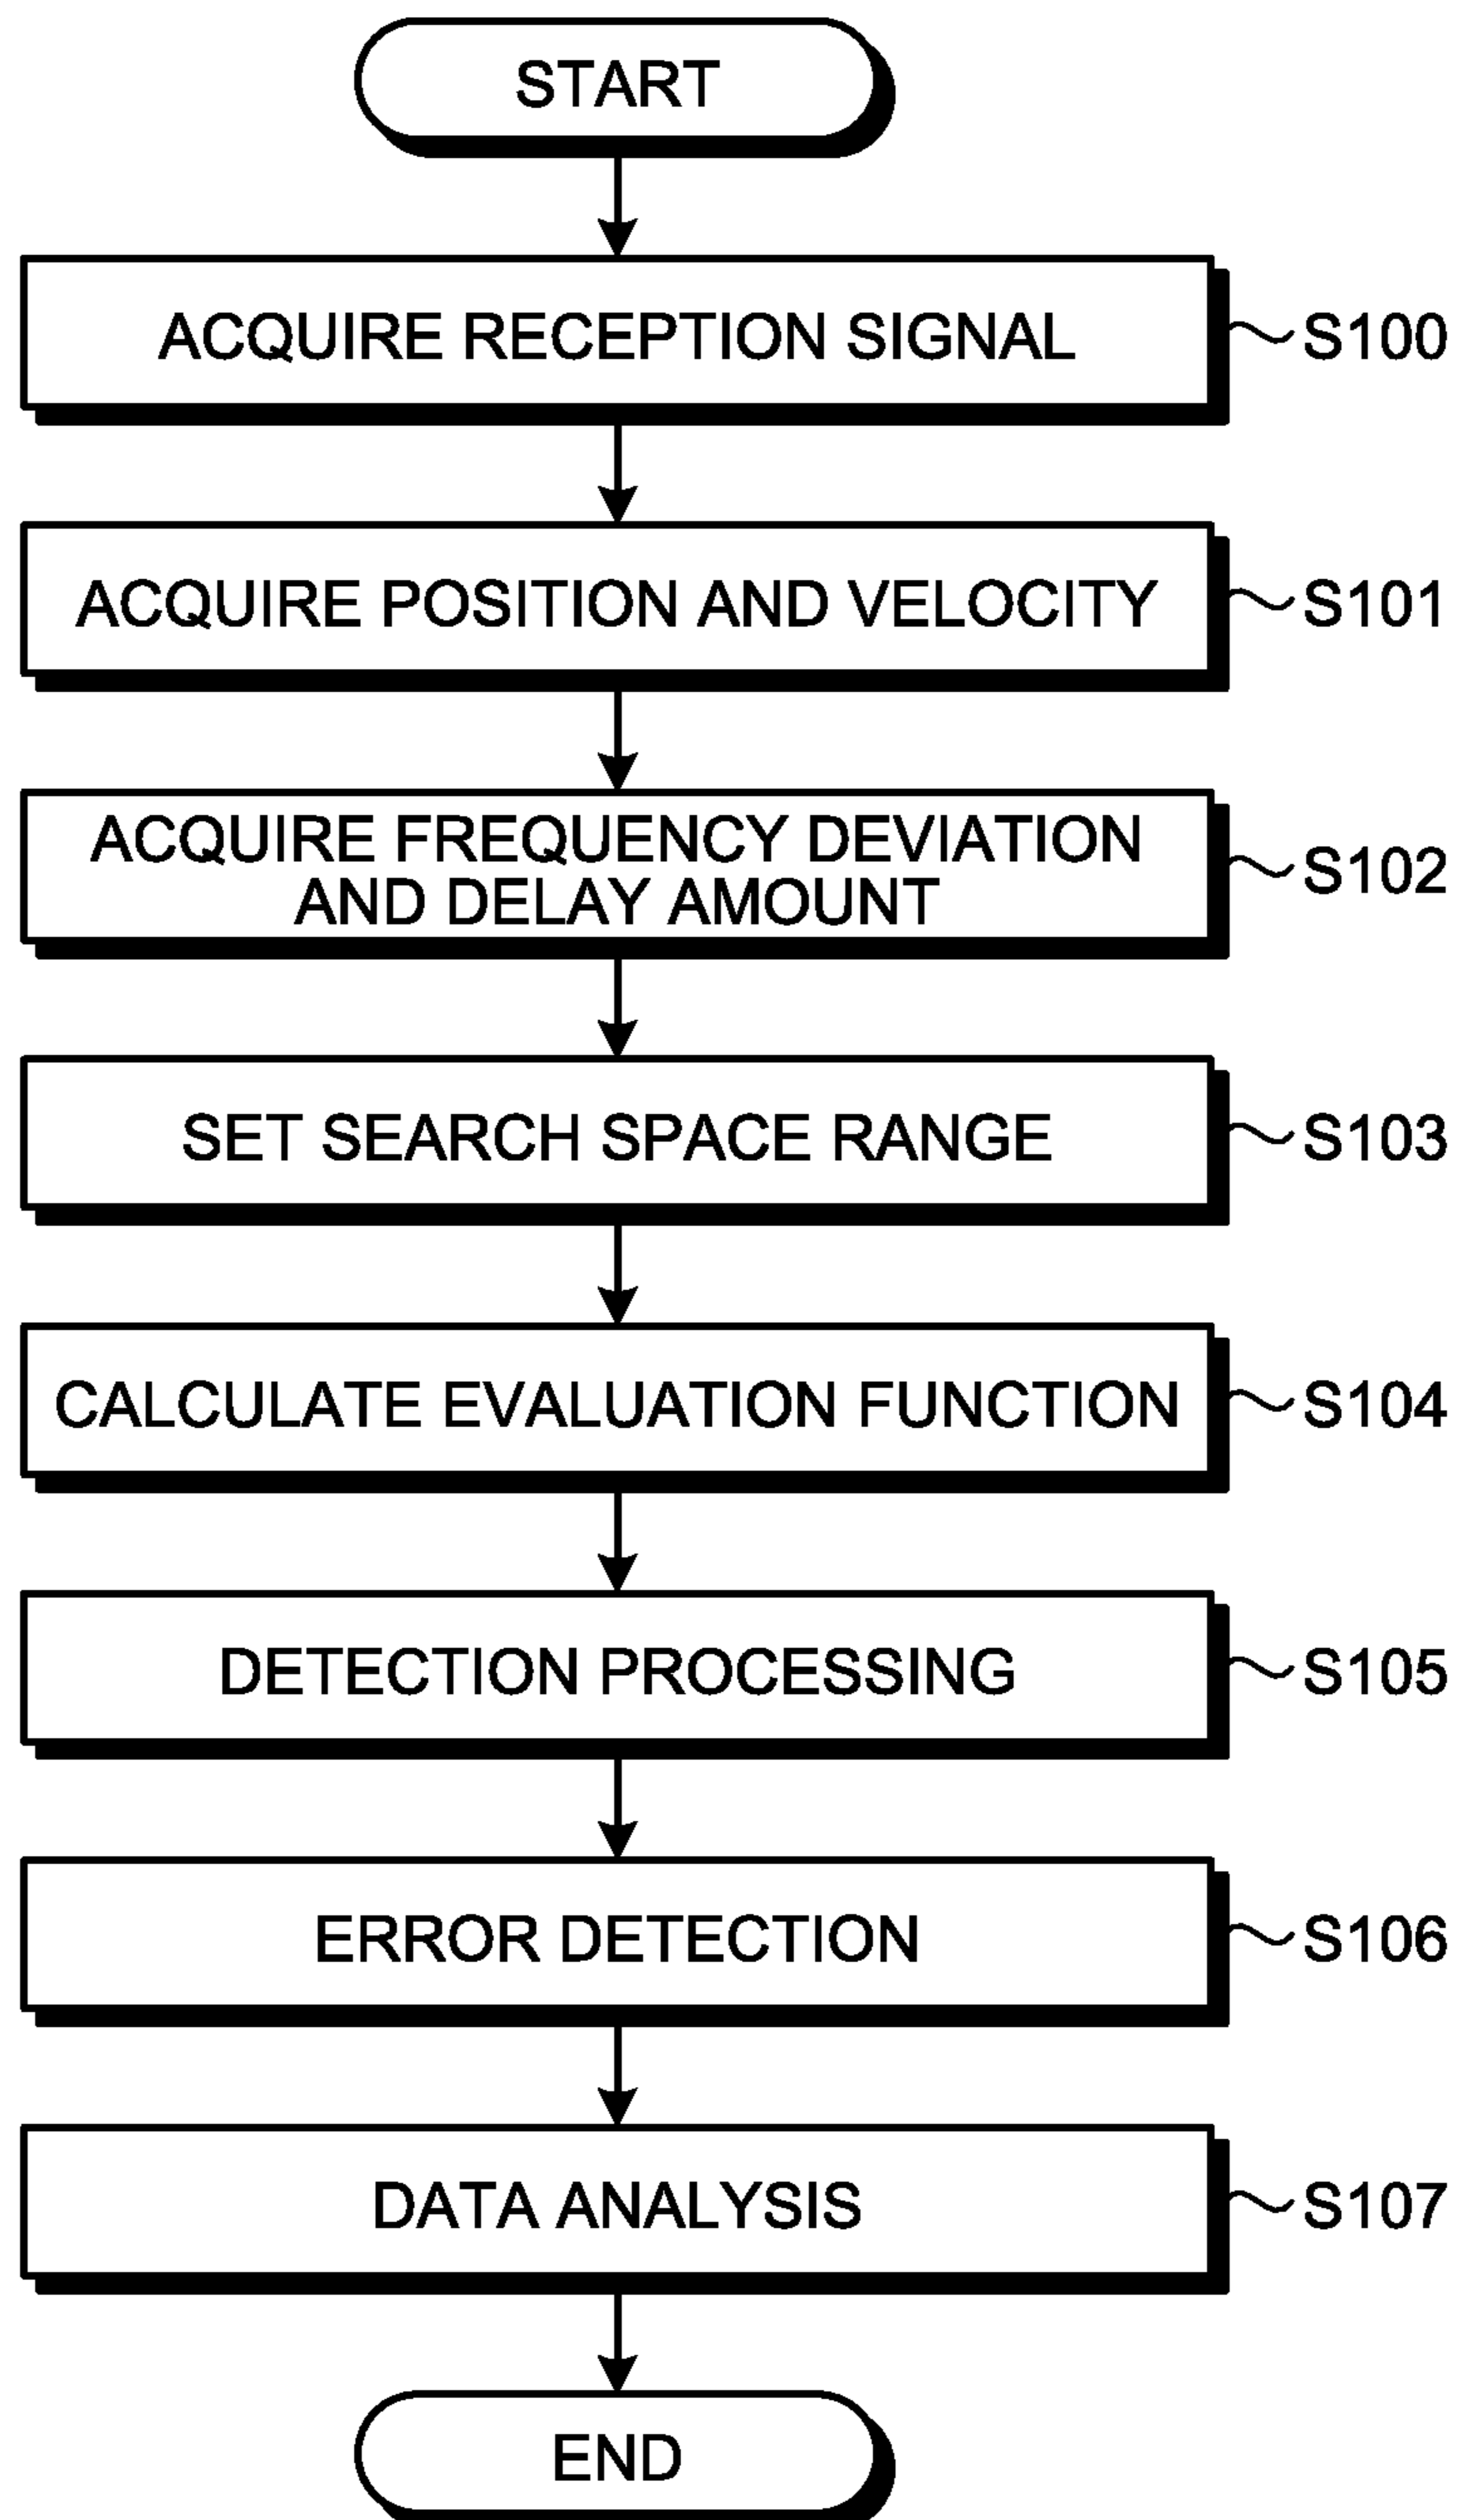 START
ACQUIRE RECEPTION SIGNAL
S100
ACQUIRE POSITION AND VELOCITY
S101
ACQUIRE FREQUENCY DEVIATION
AND DELAY AMOUNT
S102
SET SEARCH SPACE RANGE
S103
CALCULATE EVALUATION FUNCTION
S104
DETECTION PROCESSING
S105
ERROR DETECTION
S106
DATA ANALYSIS
S107
END